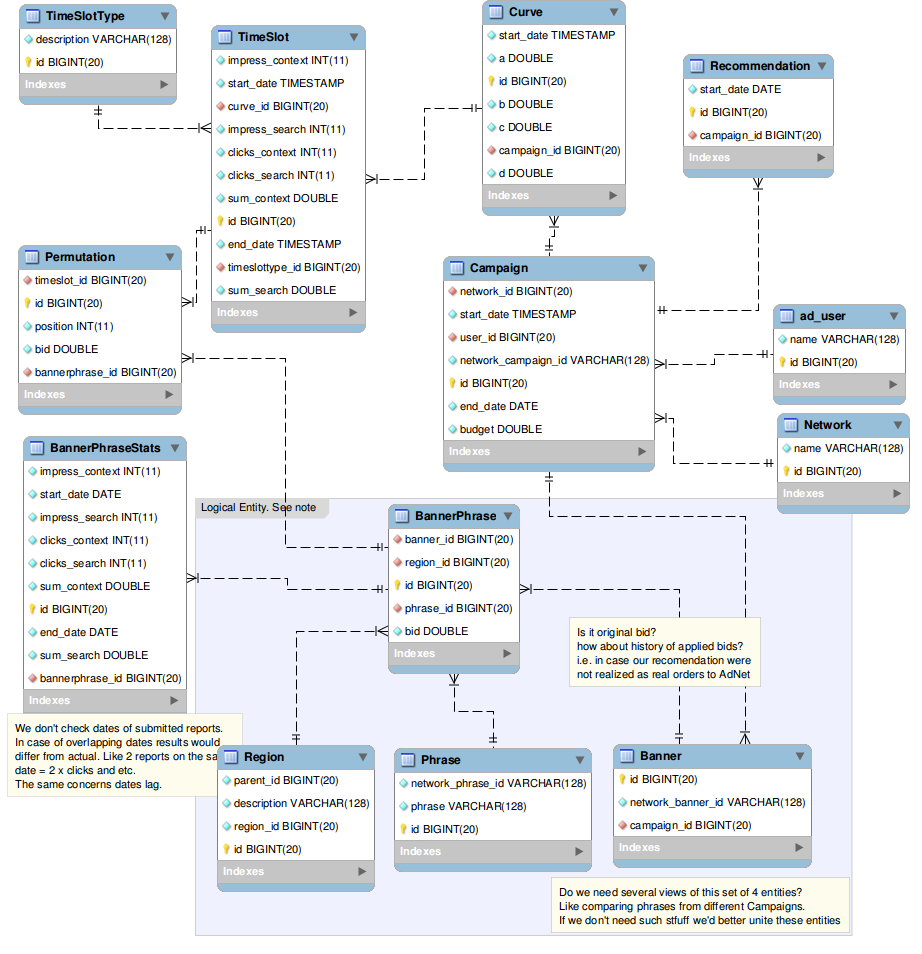 TimeSlotType
description VARCHAR(128)
id BIGINT(20)
Indexes
TimeSlot
impress_context INT(11)
start_date TIMESTAMP
curve_id BIGINT(20)
impress_search INT(11)
clicks_context INT(11)
clicks_search INT(11)
sum_context DOUBLE
id BIGINT(20)
end_date TIMESTAMP
timeslottype_id BIGINT(20)
sum_search DOUBLE
Indexes
Curve
start_date TIMESTAMP
a DOUBLE
id BIGINT(20)
b DOUBLE
c DOUBLE
campaign_id BIGINT(20)
d DOUBLE
Indexes
Recommendation
start_date DATE
id BIGINT(20)
campaign_id BIGINT(20)
Indexes
Permutation
timeslot_id BIGINT(20)
id BIGINT(20)
position INT(11)
bid DOUBLE
bannerphrase_id BIGINT(20)
Indexes
Campaign
network_id BIGINT(20)
start_date TIMESTAMP
user_id BIGINT(20)
network_campaign_id VARCHAR(128)
id BIGINT(20)
end_date DATE
budget DOUBLE
Indexes
ad_user
name VARCHAR(128)
id BIGINT(20)
Indexes
Network
name VARCHAR(128)
id BIGINT(20)
Indexes
BannerPhraseStats
impress_context INT(11)
start_date DATE
impress_search INT(11)
clicks_context INT(11)
clicks_search INT(11)
sum_context DOUBLE
id BIGINT(20)
end_date DATE
sum_search DOUBLE
bannerphrase_id BIGINT(20)
Indexes
Logical Entity. See note
BannerPhrase
banner_id BIGINT(20)
region_id BIGINT(20)
id BIGINT(20)
phrase_id BIGINT(20)
bid DOUBLE
Indexes
Is it original bid?
how about history of applied bids?
i.e. in case our recomendation were
not realized as real orders to AdNet
We don't check dates of submitted reports.
In case of overlapping dates results would
differ from actual. Like 2 reports on the sa
date = 2 x clicks and etc.
The same concerns dates lag.
Region
parent_id BIGINT(20)
description VARCHAR(128)
region_id BIGINT(20)
id BIGINT(20)
Indexes
Phrase
network_phrase_id VARCHAR(128)
phrase VARCHAR(128)
id BIGINT(20)
Indexes
Banner
id BIGINT(20)
network_banner_id VARCHAR(128)
campaign_id BIGINT(20)
Indexes
Do we need several views of this set of 4 entities?
Like comparing phrases from different Campaigns.
If we don't need such stfuff we'd better unite these entities